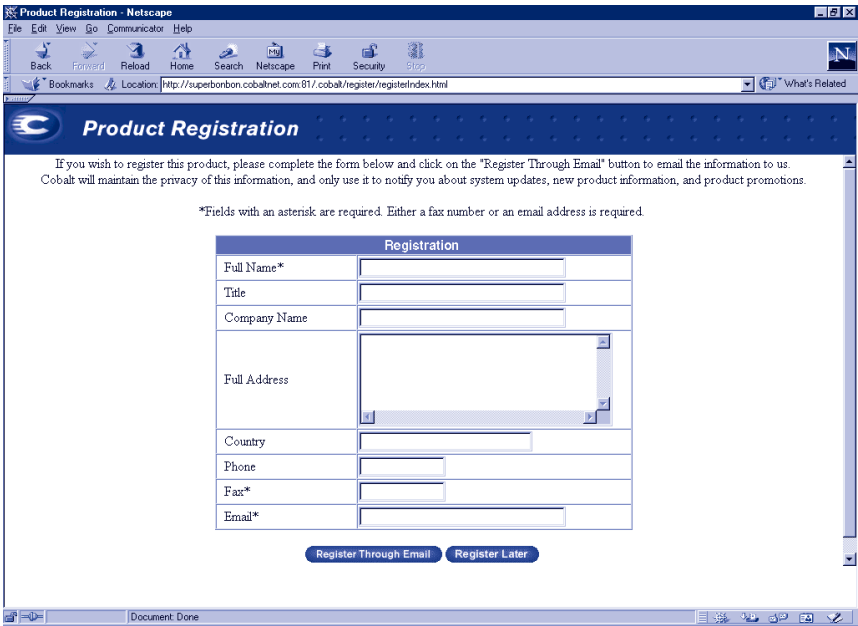 Product Registration - Netscape
File Edit View Go Communicator Help
Back Forward Reload Home Search Netscape Print Security Stop
My
N
Bookmarks Location: http://superbonbon.cobaltnet.com:81/.cobalt/register/registerIndex.html What's Related
C Product Registration
If you wish to register this product, please complete the form below and click on the "Register Through Email" button to email the information to us.
Cobalt will maintain the privacy of this information, and only use it to notify you about system updates, new product information, and product promotions.
*Fields with an asterisk are required. Either a fax number or an email address is required.
Registration
Full Name*
Title
Company Name
Full Address
Country
Phone
Fax*
Email*
Register Through Email Register Later
Document: Done